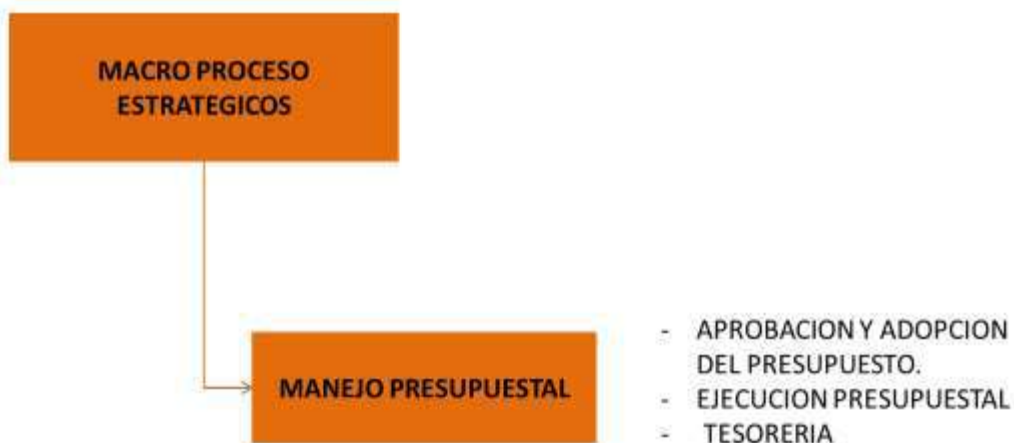 MACRO PROCESO
ESTRATEGICOS
MANEJO PRESUPUESTAL
- APROBACION Y ADOPCION
DEL PRESUPUESTO.
- EJECUCION PRESUPUESTAL
- TESORERIA